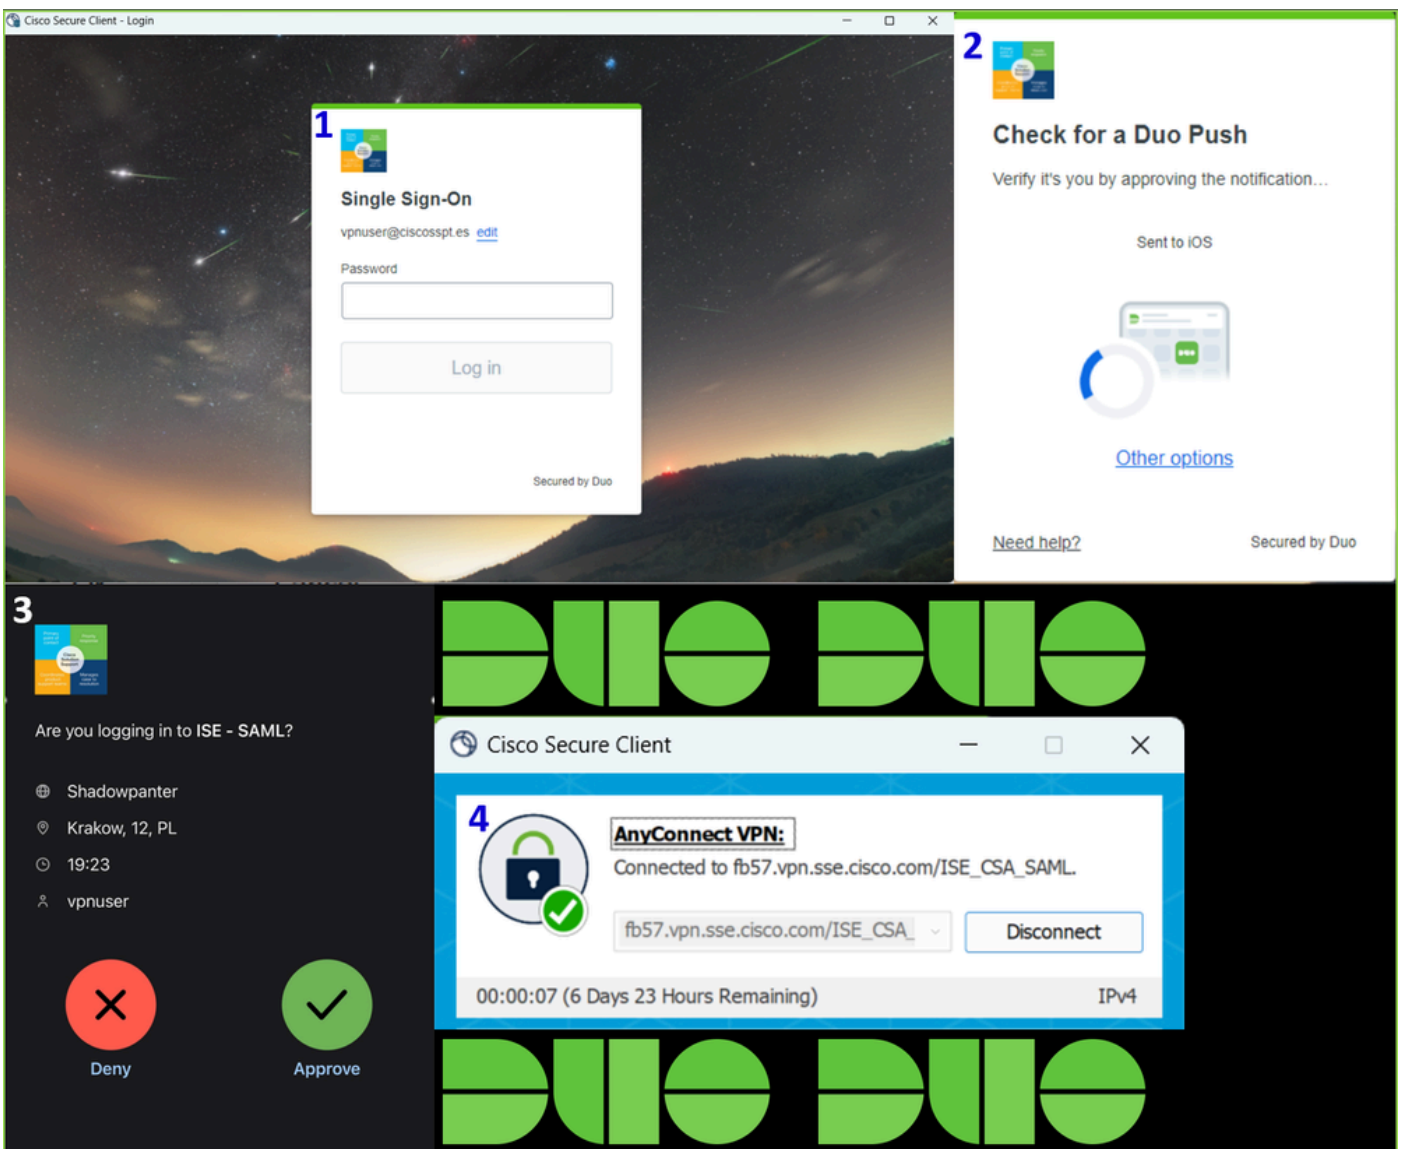 Cisco Secure Client - Login
1
Single Sign-On
vpnuser@ciscosspt.es edit
Password
Log in
Secured by Duo
2
Check for a Duo Push
Verify it's you by approving the notification...
Sent to iOS
Other options
Need help?
Secured by Duo
3
Are you logging in to ISE - SAML?
Shadowpanter
Krakow, 12, PL
19:23
vpnuser
Deny
Approve
DUO DUO
Cisco Secure Client
4
AnyConnect VPN:
Connected to fb57.vpn.sse.cisco.com/ISE_CSA_SAML.
fb57.vpn.sse.cisco.com/ISE_CSA_
Disconnect
00:00:07 (6 Days 23 Hours Remaining)
IPv4
DUO DUO